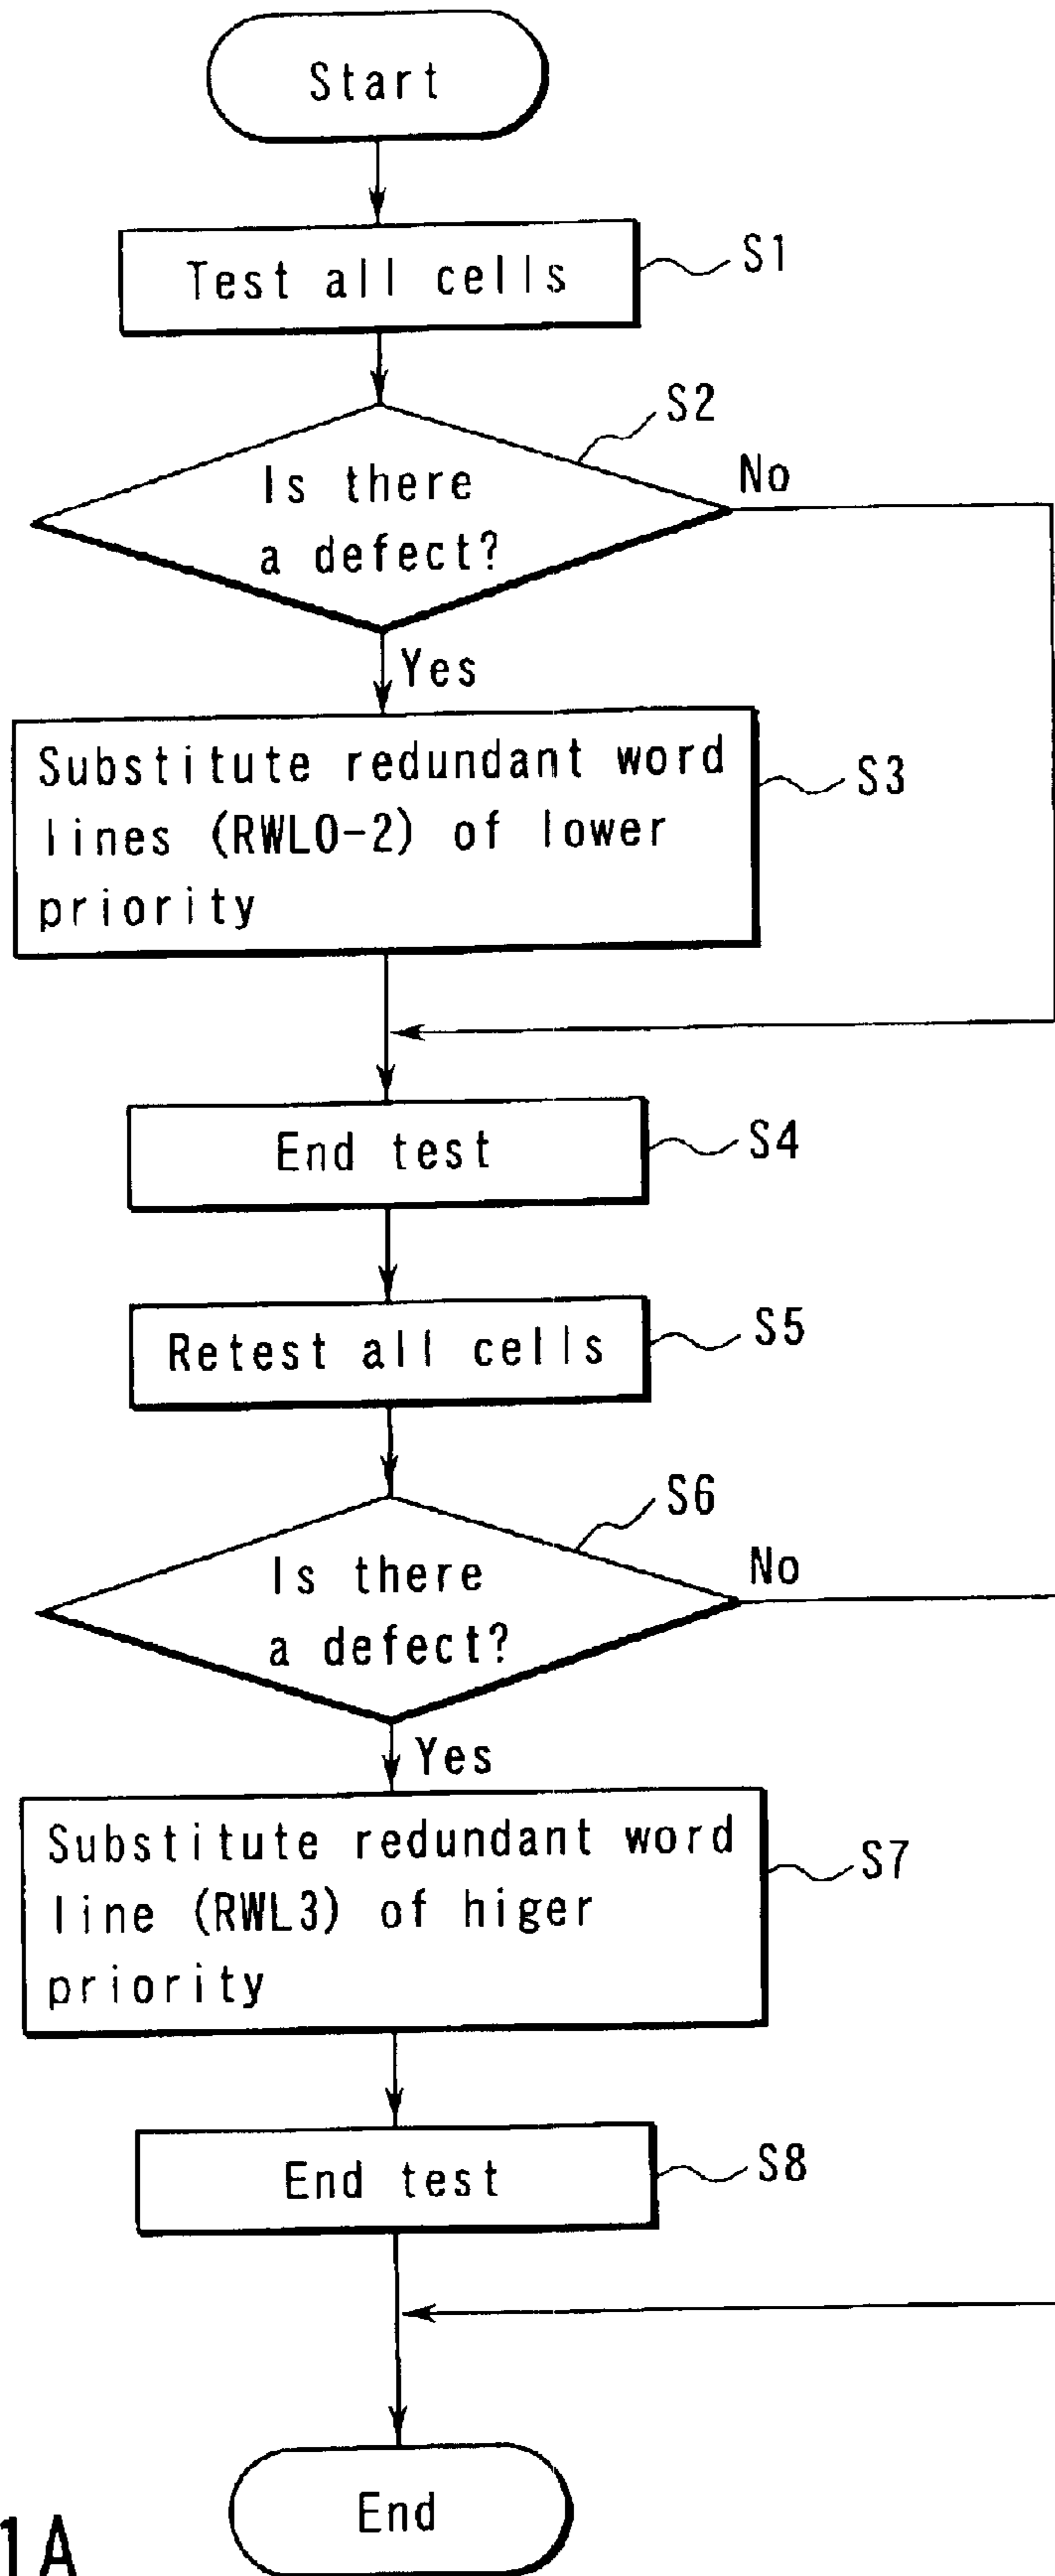 Start
Test all cells
S1
S2
Is there
a defect?
No
Yes
Substitute redundant word
lines (RWL0-2) of lower
priority
S3
End test
S4
Retest all cells
S5
S6
Is there
a defect?
No
Yes
Substitute redundant word
line (RWL3) of higer
priority
S7
End test
S8
End
1A